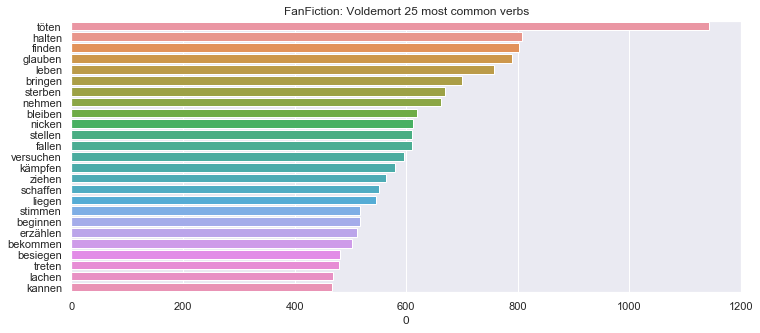 FanFiction: Voldemort 25 most common verbs
töten
halten
finden
glauben
leben
bringen
sterben
nehmen
bleiben
nicken
stellen
fallen
versuchen
kämpfen
ziehen
schaffen
liegen
stimmen
beginnen
erzählen
bekommen
besiegen
treten
lachen
kannen
0 200 400 600 800 1000 1200
0